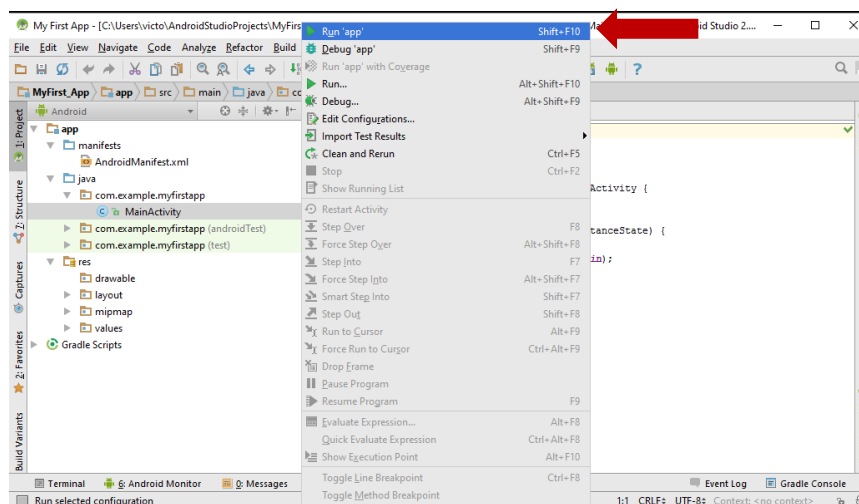 My First App - [C:\Users\victo\AndroidStudioProjects\MyFirs
id Studio 2....
File Edit View Navigate Code Analyze Refactor Build
MyFirst_App app src main java
Android
app
manifests
AndroidManifest.xml
java
com.example.myfirstapp
MainActivity
com.example.myfirstapp (androidTest)
com.example.myfirstapp (test)
res
drawable
layout
mipmap
values
Gradle Scripts
1: Project
7: Structure
Captures
2: Favorites
Build Variants
Run 'app' Shift+F10
Debug 'app' Shift+F9
Run 'app' with Coverage
Run... Alt+Shift+F10
Debug... Alt+Shift+F9
Edit Configurations...
Import Test Results
Clean and Rerun Ctrl+F5
Stop Ctrl+F2
Show Running List
Restart Activity
Step Over F8
Force Step Over Alt+Shift+F8
Step Into F7
Force Step Into Alt+Shift+F7
Smart Step Into Shift+F7
Step Out Shift+F8
Run to Cursor Alt+F9
Force Run to Cursor Ctrl+Alt+F9
Drop Frame
Pause Program
Resume Program F9
Evaluate Expression... Alt+F8
Quick Evaluate Expression Ctrl+Alt+F8
Show Execution Point Alt+F10
Toggle Line Breakpoint Ctrl+F8
Toggle Method Breakpoint
Activity {
tanceState) {
in);
Terminal 6: Android Monitor 0: Messages
Event Log Gradle Console
Run selected configuration
1:1 CRLF÷ UTF-8÷ Context: <no context>